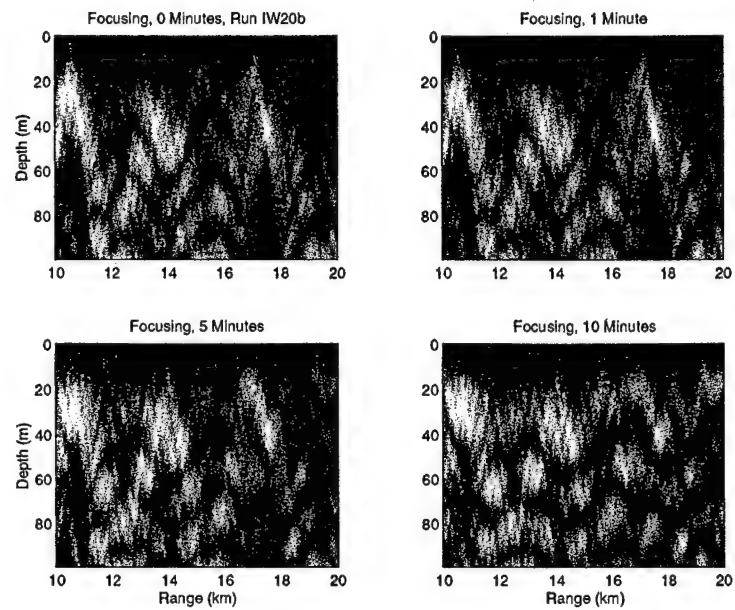 Focusing, 0 Minutes, Run IW20b
0
20
40
60
80
Depth (m)
10 12 14 16 18 20
Focusing, 1 Minute
0
20
40
60
80
10 12 14 16 18 20
Focusing, 5 Minutes
0
20
40
60
80
Depth (m)
10 12 14 16 18 20
Range (km)
Focusing, 10 Minutes
0
20
40
60
80
10 12 14 16 18 20
Range (km)